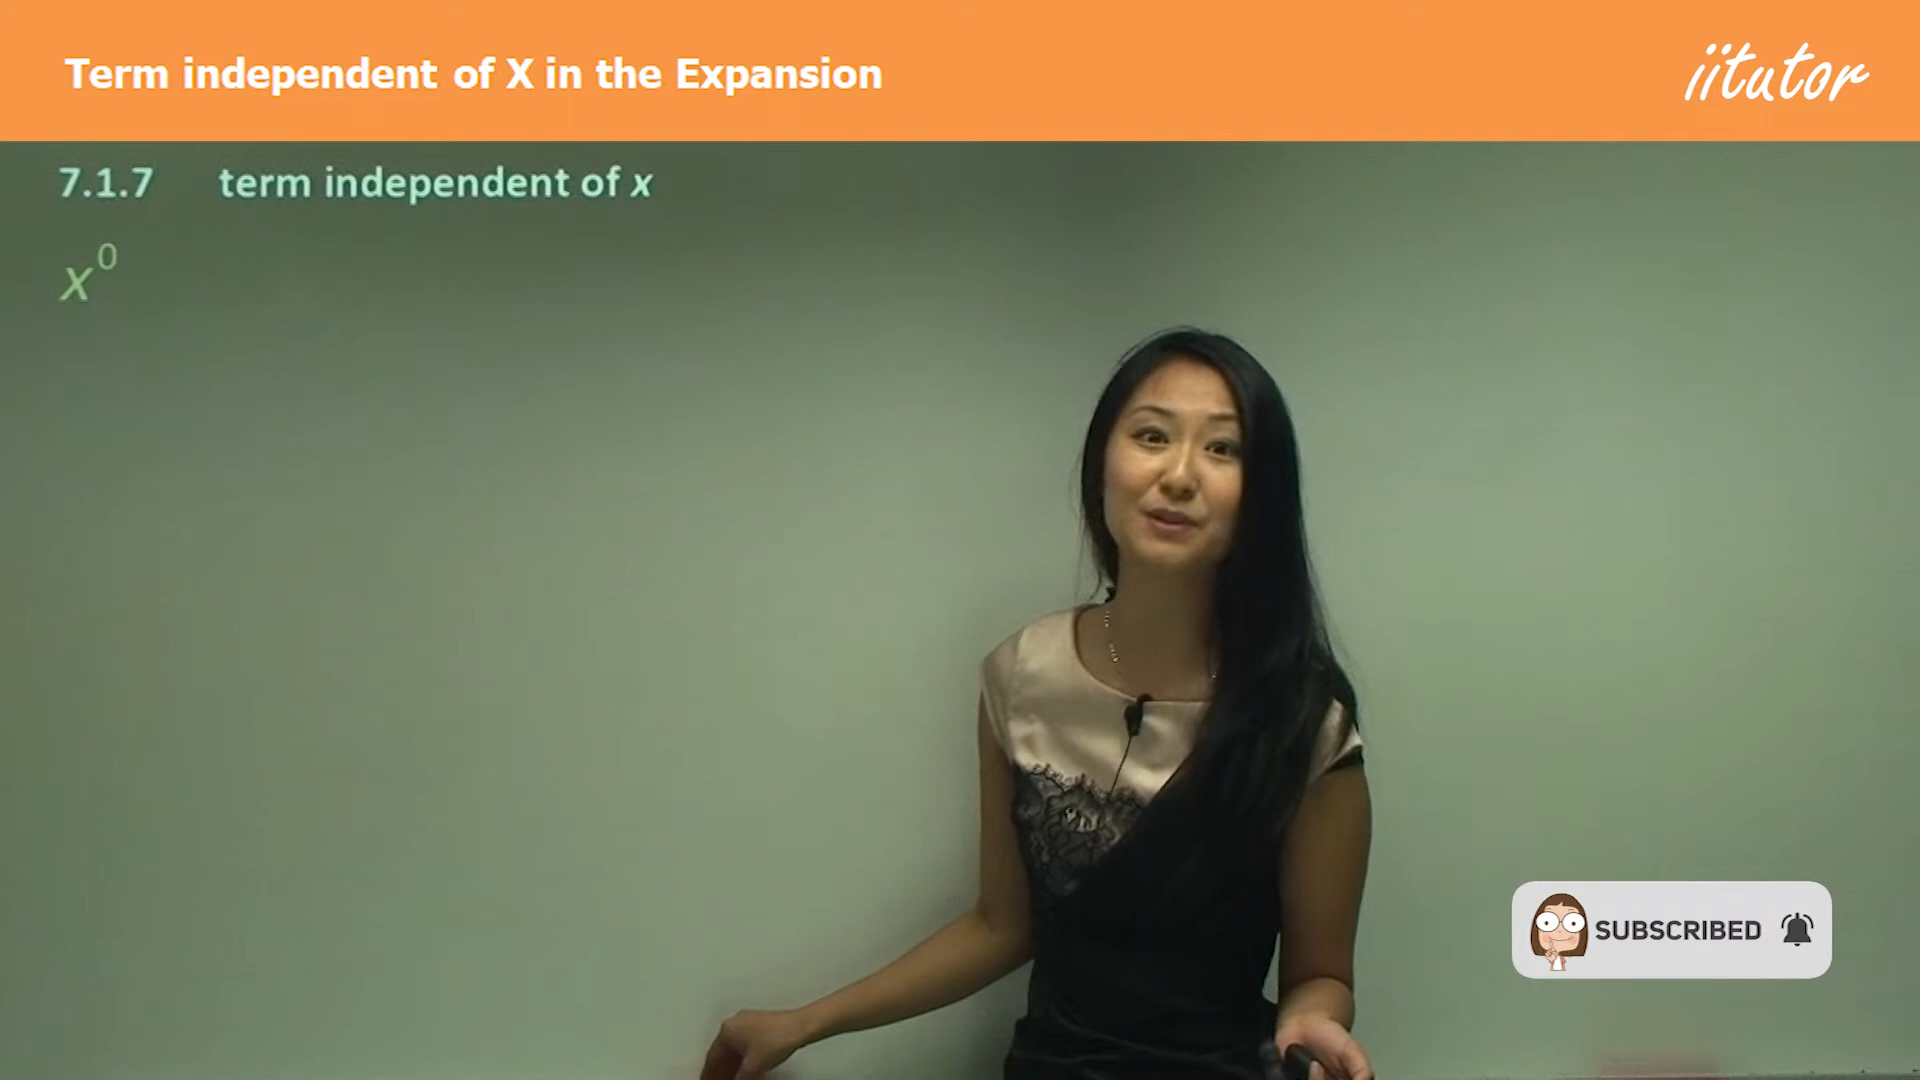 Term independent of X in the Expansion
iitutor
7.1.7 term independent of x
x⁰
SUBSCRIBED